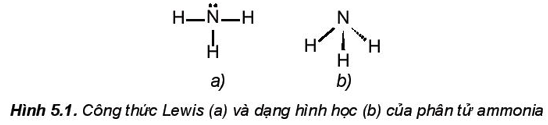 H—N̈—H N
H H H H
a) b)
Hình 5.1. Công thức Lewis (a) và dạng hình học (b) của phân tử ammonia